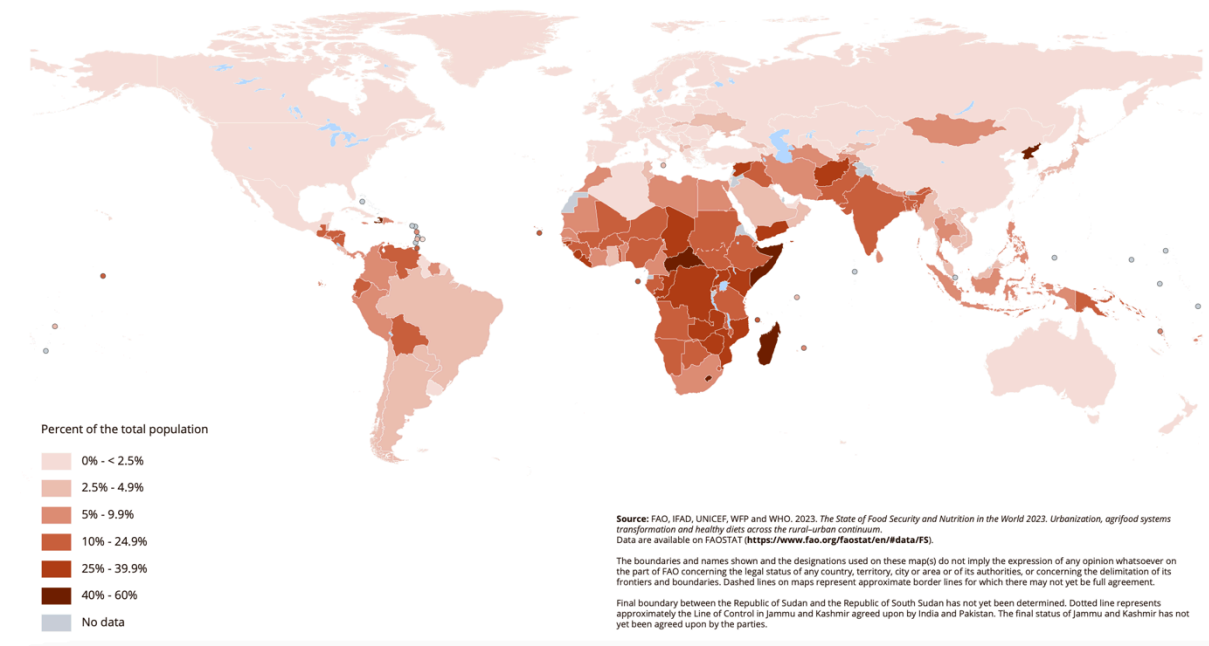 Percent of the total population
0% - < 2.5%
2.5% - 4.9%
5% - 9.9%
10% - 24.9%
25% - 39.9%
40% - 60%
No data
Source: FAO, IFAD, UNICEF, WFP and WHO. 2023. The State of Food Security and Nutrition in the World 2023. Urbanization, agrifood systems
transformation and healthy diets across the rural–urban continuum.
Data are available on FAOSTAT (https://www.fao.org/faostat/en/#data/FS).
The boundaries and names shown and the designations used on these map(s) do not imply the expression of any opinion whatsoever on
the part of FAO concerning the legal status of any country, territory, city or area or of its authorities, or concerning the delimitation of its
frontiers and boundaries. Dashed lines on maps represent approximate border lines for which there may not yet be full agreement.
Final boundary between the Republic of Sudan and the Republic of South Sudan has not yet been determined. Dotted line represents
approximately the Line of Control in Jammu and Kashmir agreed upon by India and Pakistan. The final status of Jammu and Kashmir has not
yet been agreed upon by the parties.